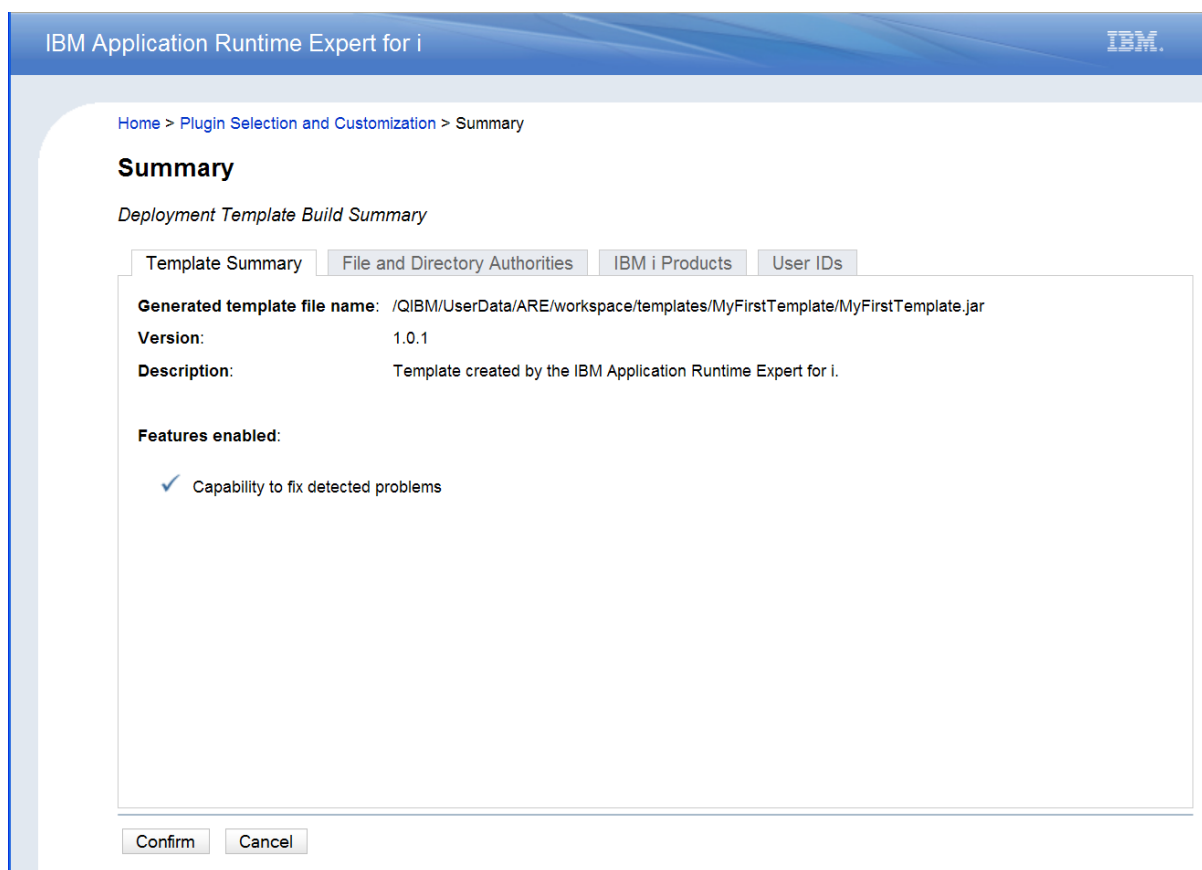 IBM Application Runtime Expert for i
IBM.
Home > Plugin Selection and Customization > Summary
Summary
Deployment Template Build Summary
Template Summary File and Directory Authorities IBM i Products User IDs
Generated template file name: /QIBM/UserData/ARE/workspace/templates/MyFirstTemplate/MyFirstTemplate.jar
Version: 1.0.1
Description: Template created by the IBM Application Runtime Expert for i.
Features enabled:
Capability to fix detected problems
Confirm Cancel